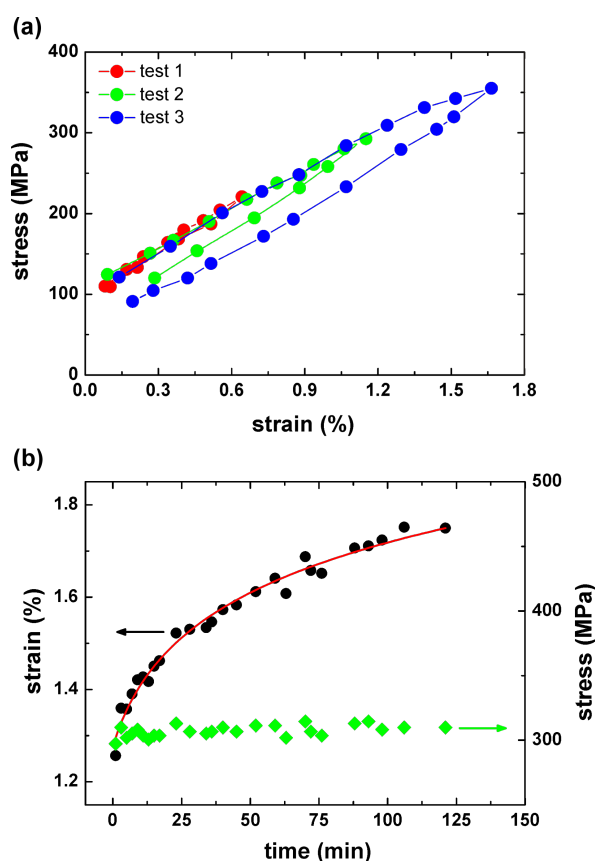 (a)
400
300
200
100
0
stress (MPa)
test 1
test 2
test 3
0.0 0.3 0.6 0.9 1.2 1.5 1.8
strain (%)
(b)
1.8
1.6
1.4
1.2
strain (%)
500
400
300
stress (MPa)
0 25 50 75 100 125 150
time (min)